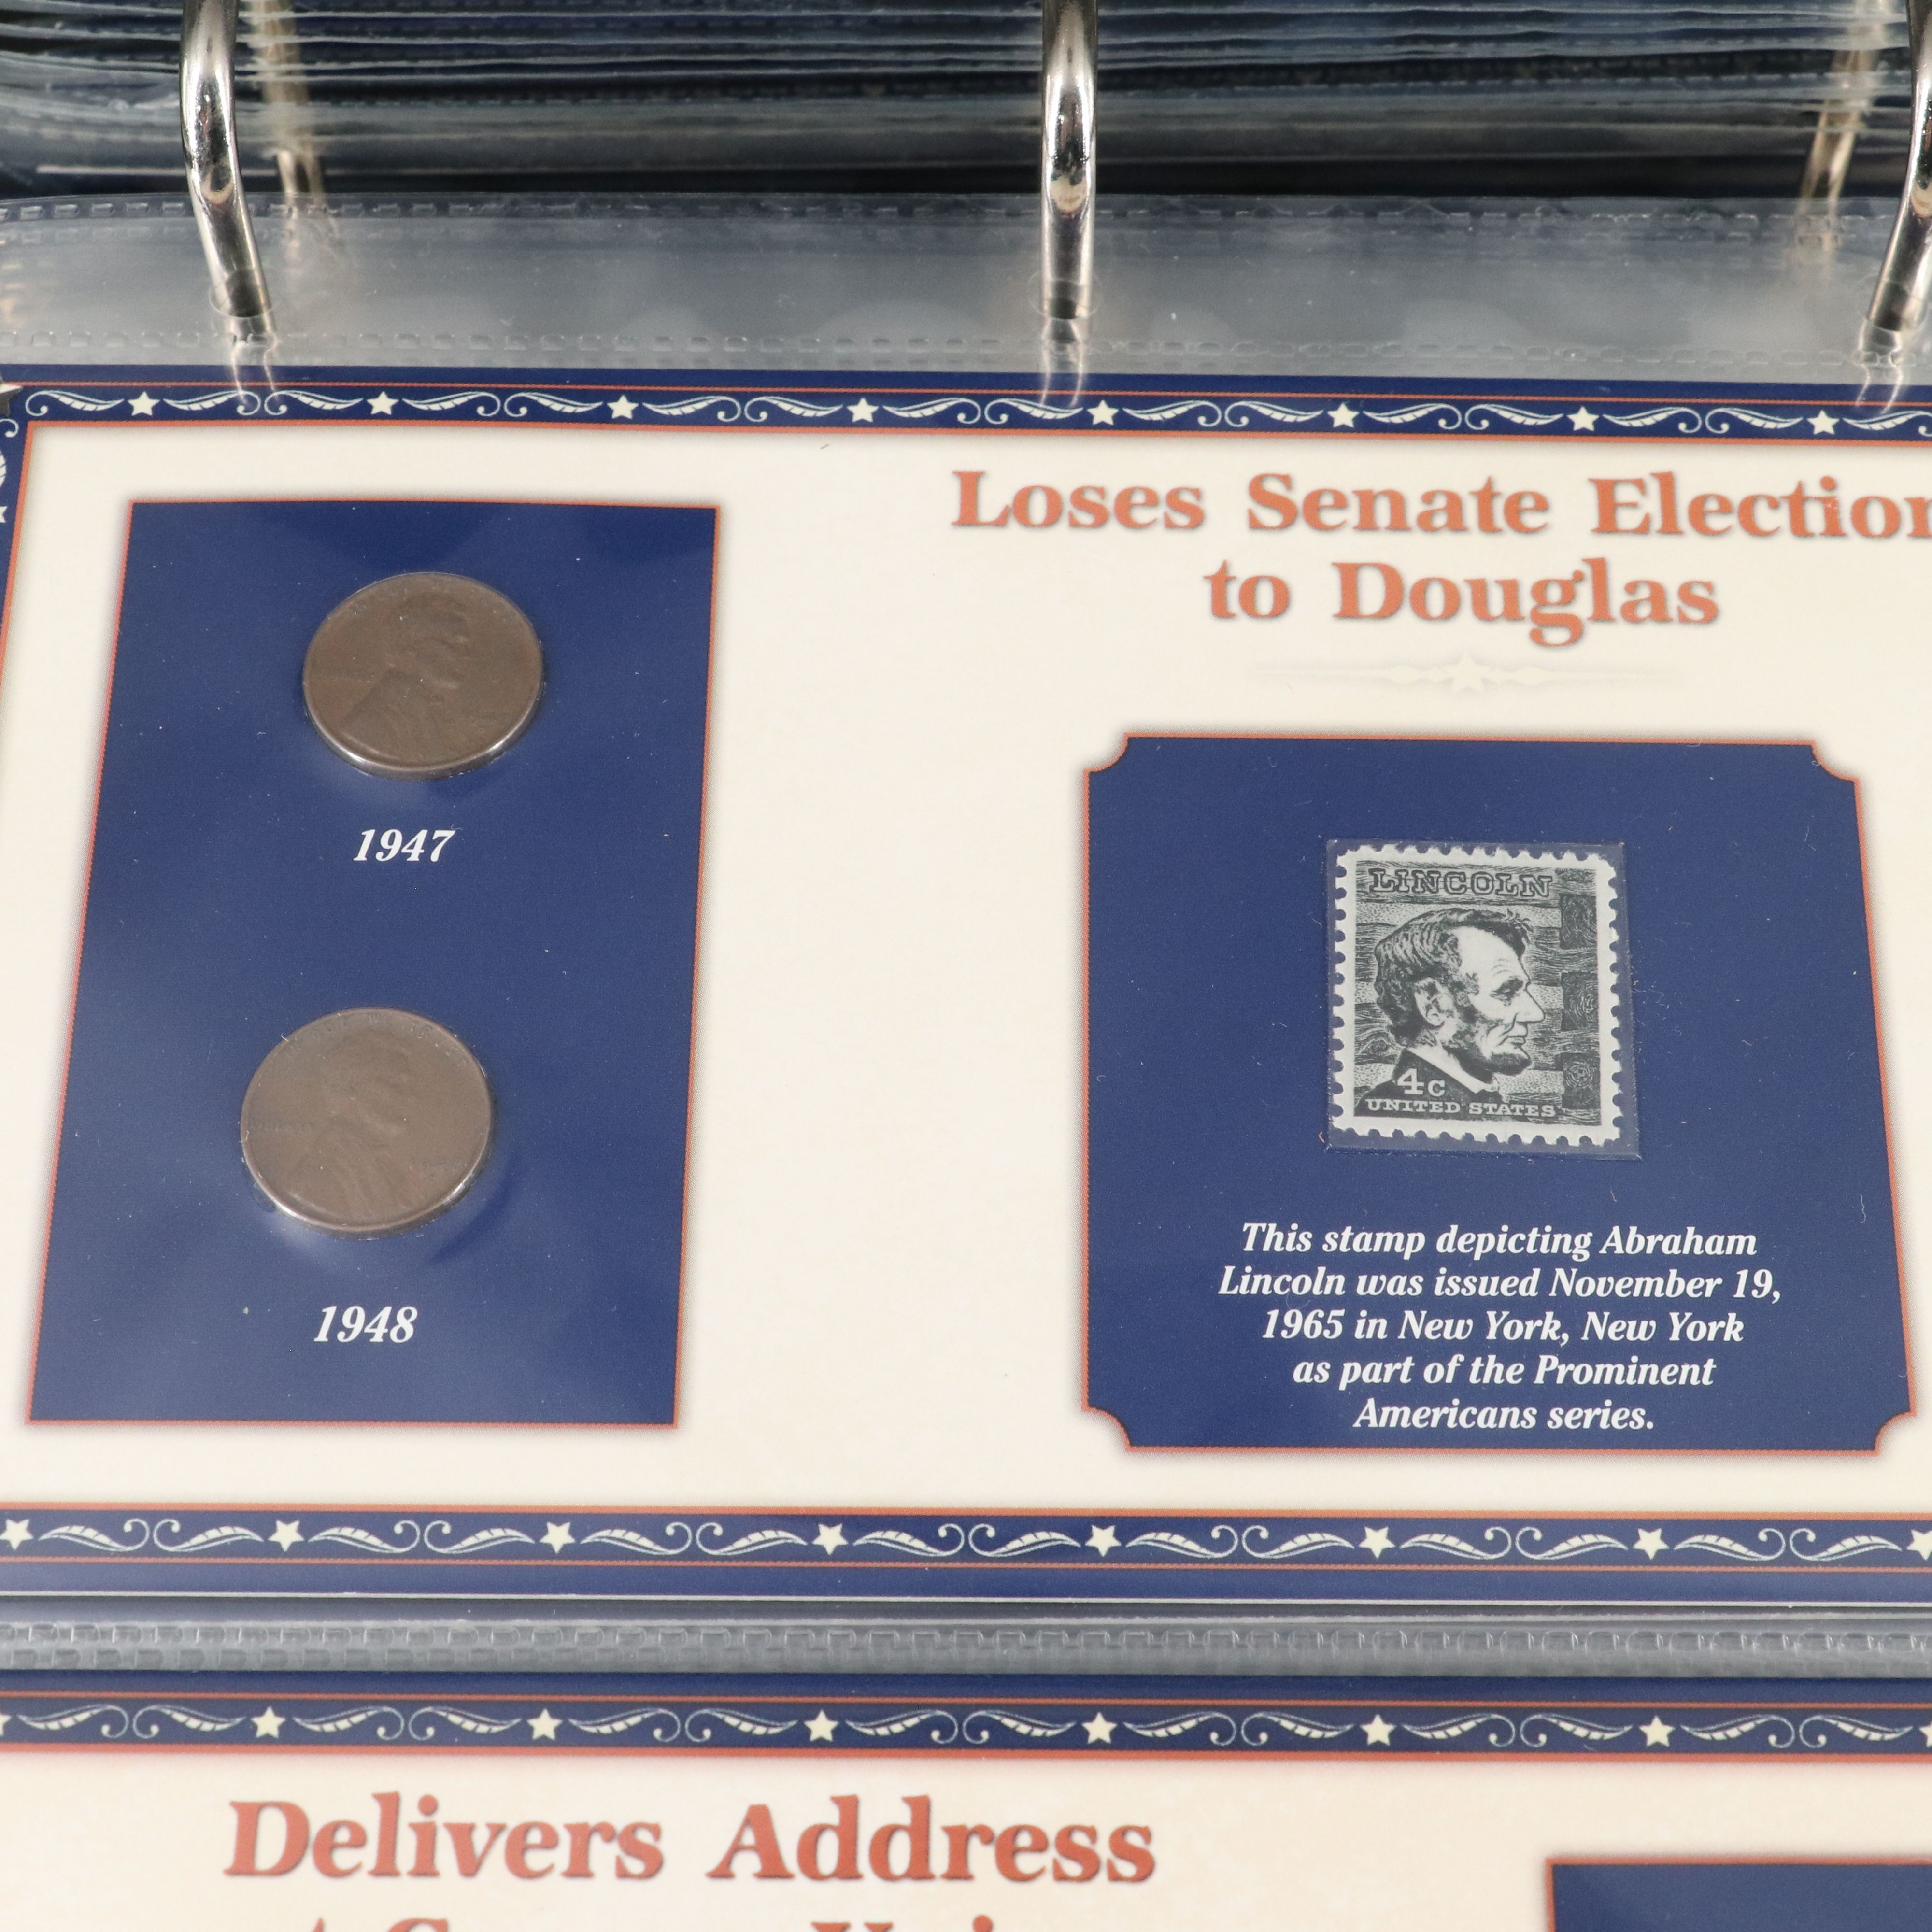 Loses Senate Election
to Douglas
1947
1948
LINCOLN
4c
UNITED STATES
This stamp depicting Abraham
Lincoln was issued November 19,
1965 in New York, New York
as part of the Prominent
Americans series.
Delivers Address